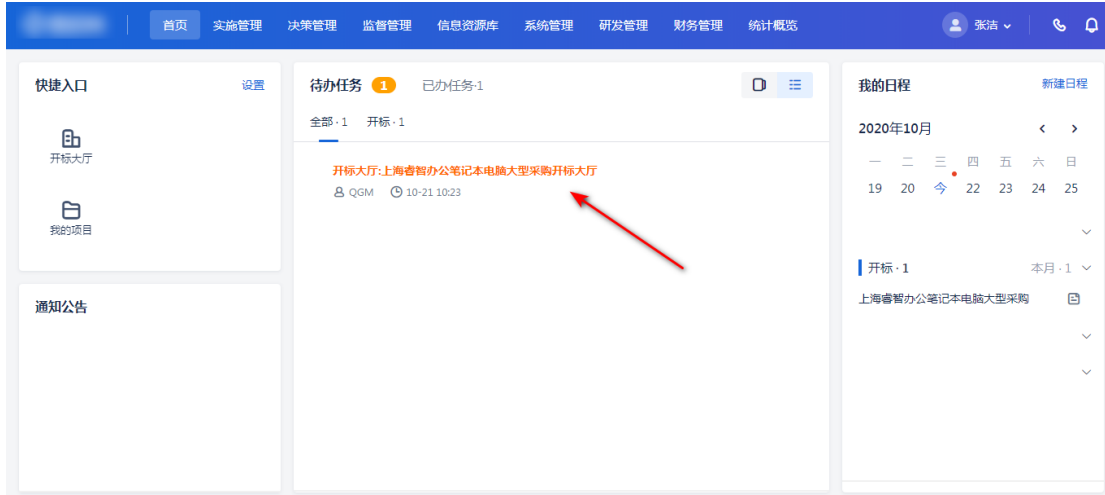 首页 实施管理 决策管理 监督管理 信息资源库 系统管理 研发管理 财务管理 统计概览 张洁
快捷入口 设置
开标大厅
我的项目
通知公告
待办任务 1 已办任务·1
全部 · 1 开标 · 1
开标大厅:上海睿智办公笔记本电脑大型采购开标大厅
QGM 10-21 10:23
我的日程 新建日程
2020年10月
一 二 三 四 五 六 日
19 20 今 22 23 24 25
开标 · 1 本月 · 1
上海睿智办公笔记本电脑大型采购